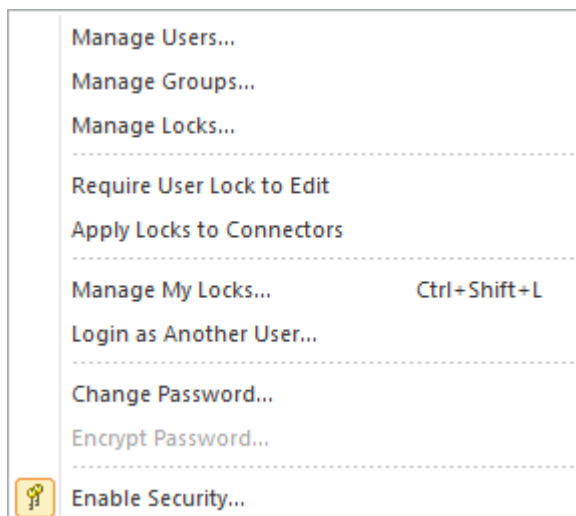 Manage Users...
Manage Groups...
Manage Locks...
Require User Lock to Edit
Apply Locks to Connectors
Manage My Locks... Ctrl+Shift+L
Login as Another User...
Change Password...
Encrypt Password...
Enable Security...